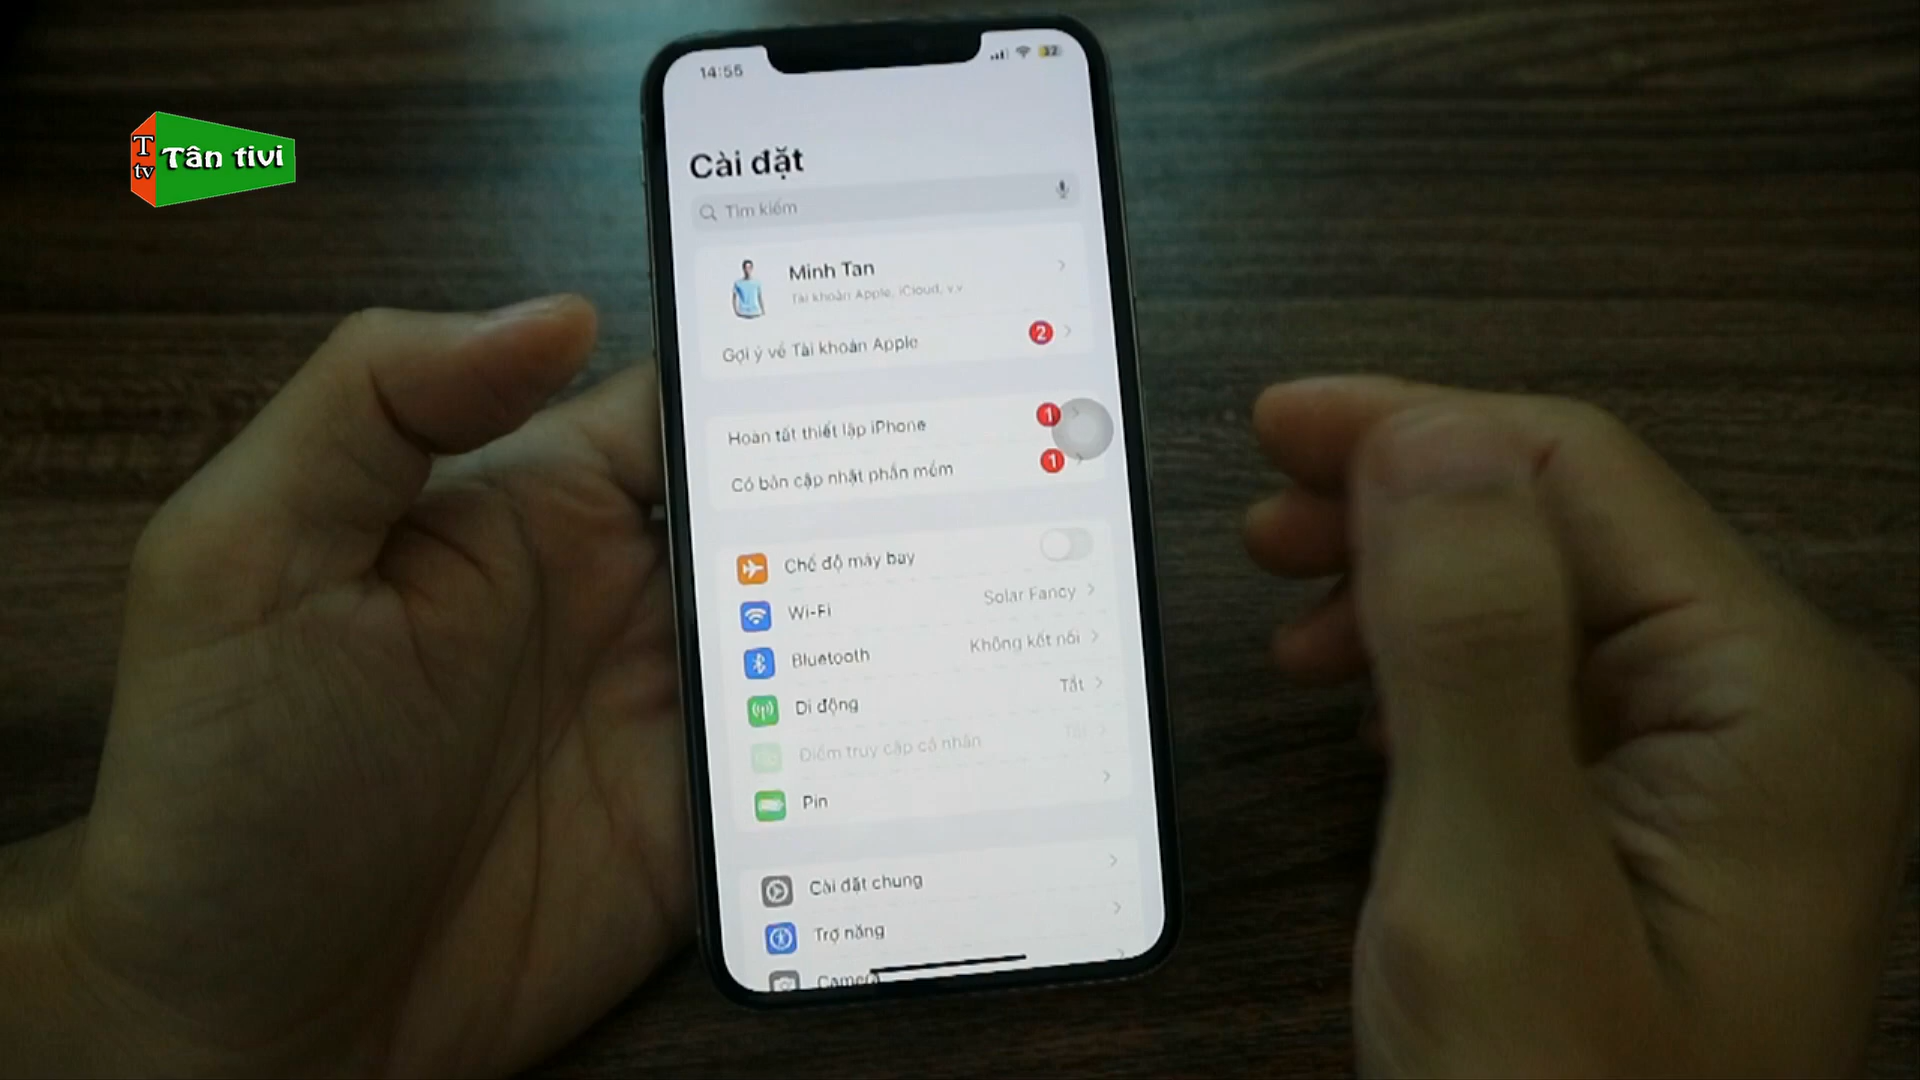 T
tv
Tân tivi
14:55
32
Cài đặt
Tìm kiếm
Minh Tan
Tài khoản Apple, iCloud, v.v
Gợi ý về Tài khoản Apple
2
Hoàn tất thiết lập iPhone
1
Có bản cập nhật phần mềm
1
Chế độ máy bay
Wi-Fi
Solar Fancy
Bluetooth
Không kết nối
Di động
Tắt
Điểm truy cập cá nhân
Tắt
Pin
Cài đặt chung
Trợ năng
Camera